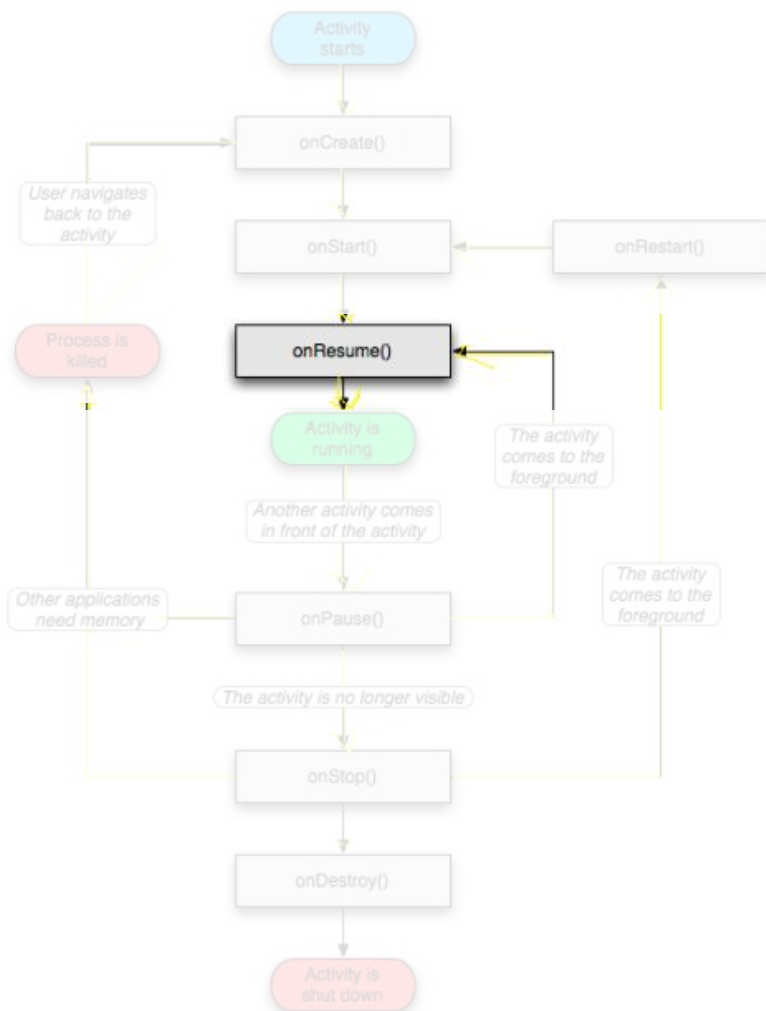 Activity
starts
onCreate()
User navigates
back to the
activity
onStart()
onRestart()
Process is
killed
onResume()
Activity is
running
The activity
comes to the
foreground
Another activity comes
in front of the activity
Other applications
need memory
onPause()
The activity
comes to the
foreground
The activity is no longer visible
onStop()
onDestroy()
Activity is
shut down